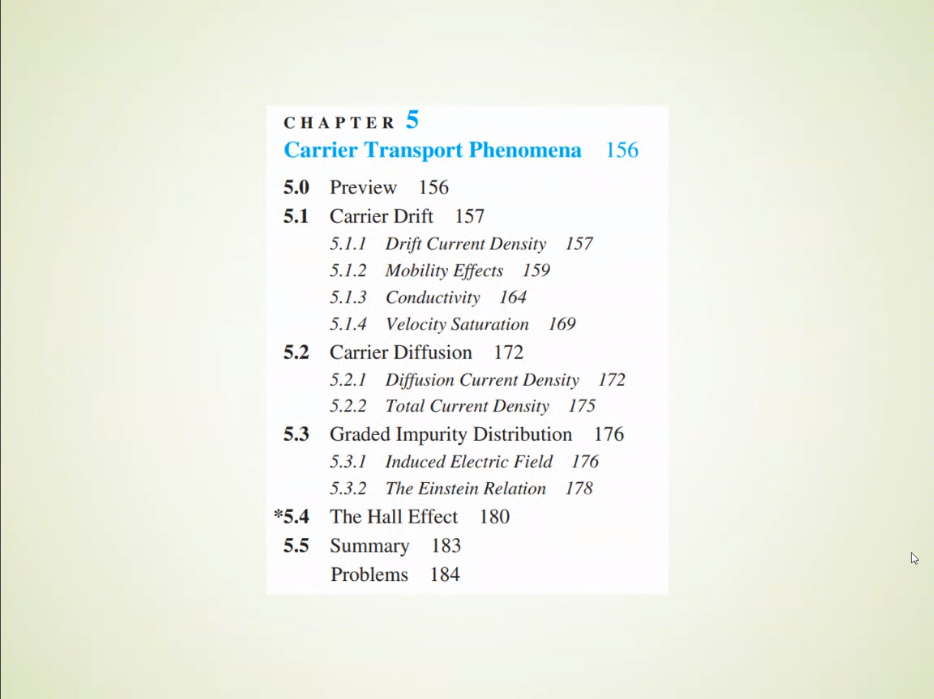 CHAPTER 5
Carrier Transport Phenomena 156
5.0 Preview 156
5.1 Carrier Drift 157
5.1.1 Drift Current Density 157
5.1.2 Mobility Effects 159
5.1.3 Conductivity 164
5.1.4 Velocity Saturation 169
5.2 Carrier Diffusion 172
5.2.1 Diffusion Current Density 172
5.2.2 Total Current Density 175
5.3 Graded Impurity Distribution 176
5.3.1 Induced Electric Field 176
5.3.2 The Einstein Relation 178
*5.4 The Hall Effect 180
5.5 Summary 183
Problems 184